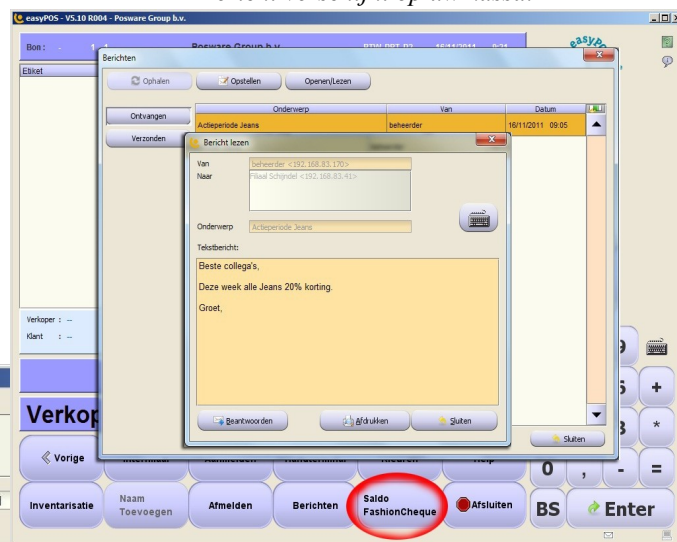 easyPOS - V5.10 R004 - Posware Group b.v.
Bon :
Posware Group b.v.
16/11/2011
easyPOS
Etiket
Berichten
Ophalen
Opstellen
Openen/Lezen
Ontvangen
Verzonden
Onderwerp Van Datum
Actieperiode Jeans beheerder 16/11/2011 09:05
Bericht lezen
Van beheerder <192.168.83.170>
Naar Filiaal Schijndel <192.168.83.41>
Onderwerp Actieperiode Jeans
Tekstbericht:
Beste collega's,
Deze week alle Jeans 20% korting.
Groet,
Beantwoorden
Afdrukken
Sluiten
Sluiten
Verkoper : --
Klant : --
Verkop
+
*
Vorige
Help
0 , - =
Inventarisatie
Naam
Toevoegen
Afmelden
Berichten
Saldo
FashionCheque
Afsluiten
BS
Enter